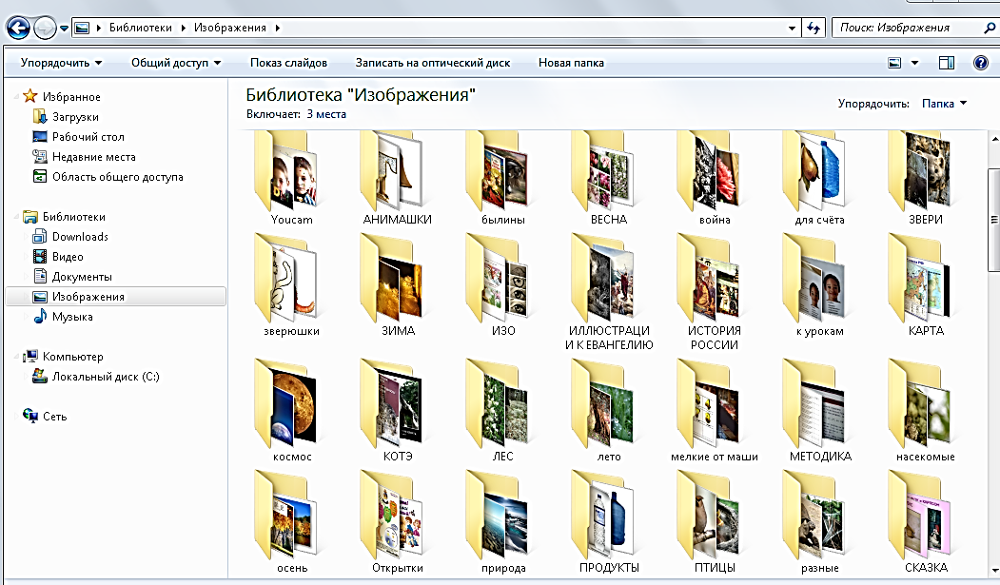 Библиотеки Изображения
Поиск: Изображения
Упорядочить Общий доступ Показ слайдов Записать на оптический диск Новая папка
Избранное
Загрузки
Рабочий стол
Недавние места
Область общего доступа
Библиотеки
Downloads
Видео
Документы
Изображения
Музыка
Компьютер
Локальный диск (C:)
Сеть
Библиотека "Изображения"
Включает: 3 места
Упорядочить: Папка
Youcam АНИМАШКИ былины ВЕСНА война для счёта ЗВЕРИ
зверюшки ЗИМА ИЗО ИЛЛЮСТРАЦИ ИСТОРИЯ к урокам КАРТА
И К ЕВАНГЕЛИЮ РОССИИ
космос КОТЭ ЛЕС лето мелкие от маши МЕТОДИКА насекомые
осень Открытки природа ПРОДУКТЫ ПТИЦЫ разные СКАЗКА